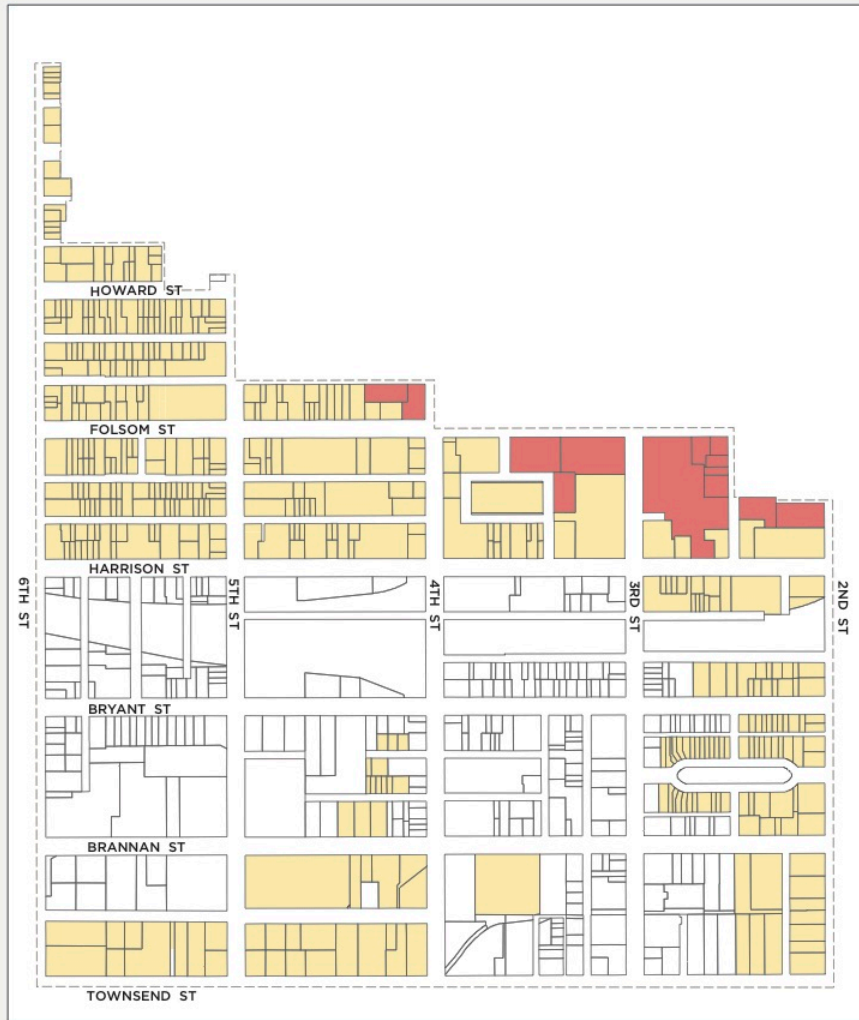 HOWARD ST
FOLSOM ST
HARRISON ST
6TH ST
5TH ST
4TH ST
3RD ST
2ND ST
BRYANT ST
BRANNAN ST
TOWNSEND ST